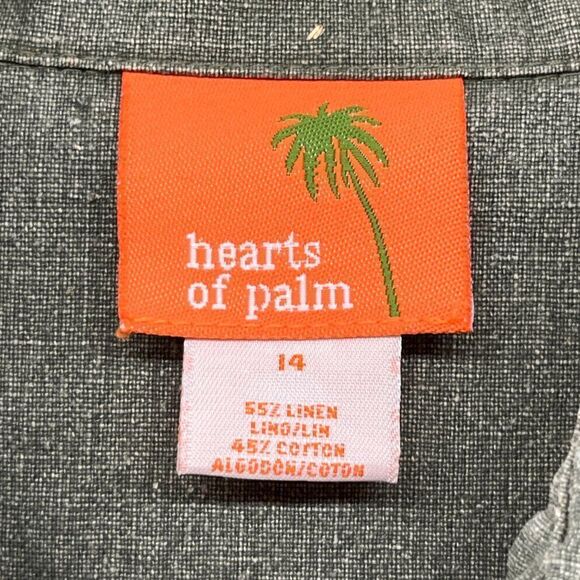 hearts
of palm
14
55% LINEN
LINO/LIN
45% COTTON
ALGODON/COTON